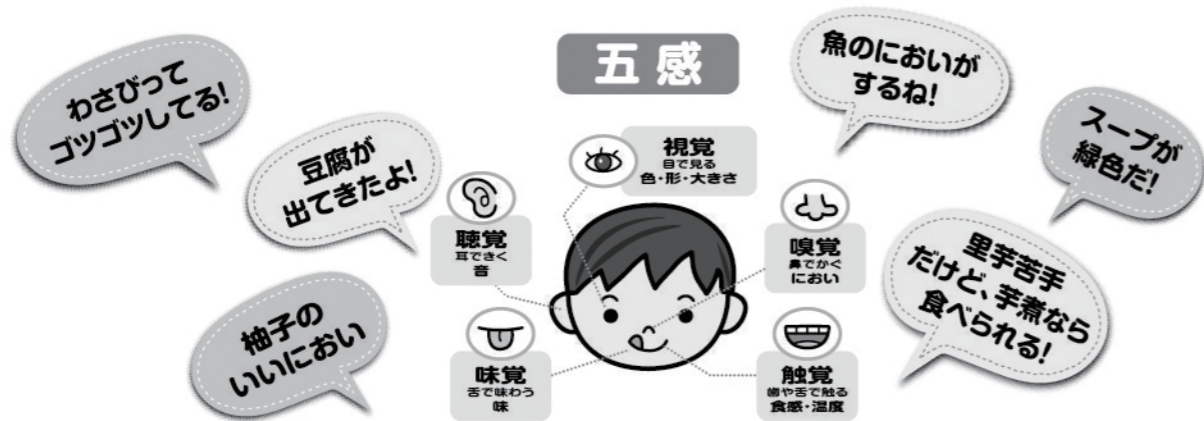 五感
わさびって
ゴツゴツしてる!
豆腐が
出てきたよ!
柚子の
いいにおい
視覚
目で見る
色・形・大きさ
聴覚
耳できく
音
嗅覚
鼻でかぐ
におい
味覚
舌で味わう
味
触覚
歯や舌で触る
食感・温度
魚のにおいが
するね!
スープが
緑色だ!
里芋苦手
だけど、芋煮なら
食べられる!